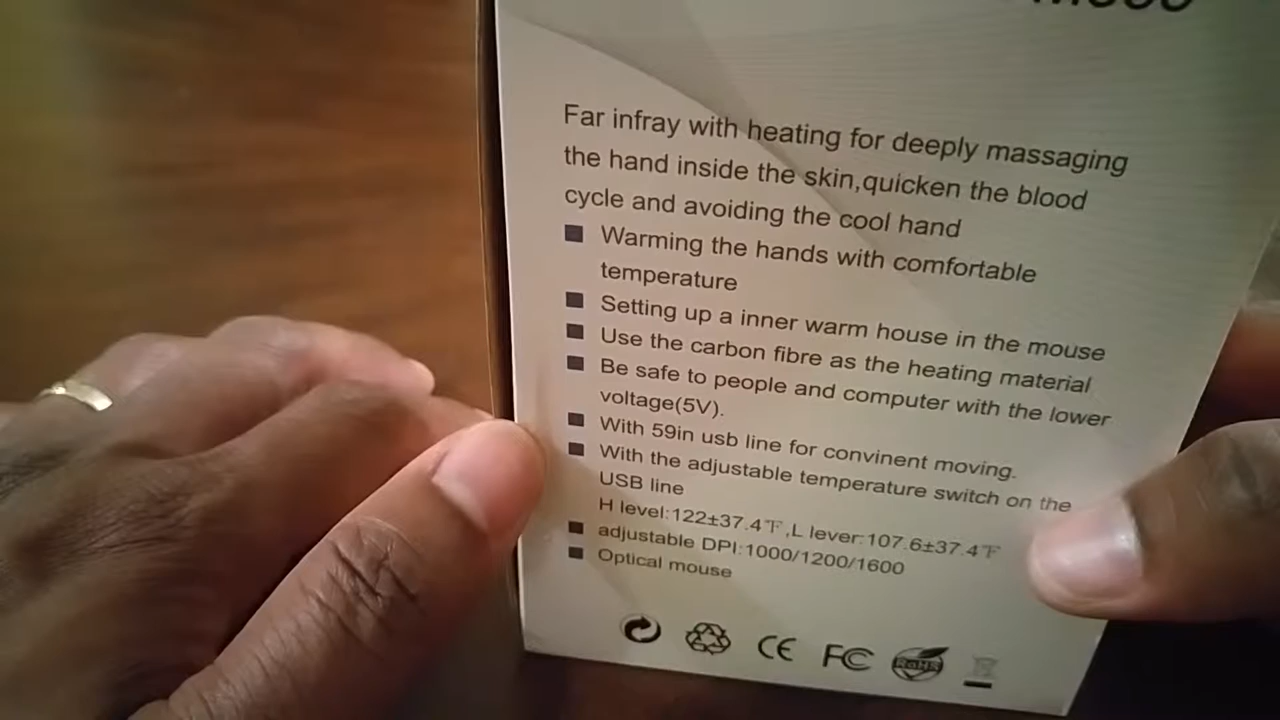 Far infray with heating for deeply massaging
the hand inside the skin,quicken the blood
cycle and avoiding the cool hand
Warming the hands with comfortable
temperature
Setting up a inner warm house in the mouse
Use the carbon fibre as the heating material
Be safe to people and computer with the lower
voltage(5V).
With 59in usb line for convinent moving.
With the adjustable temperature switch on the
USB line
H level:122±37.4℉,L lever:107.6±37.4℉
adjustable DPI:1000/1200/1600
Optical mouse
CE FC RoHS